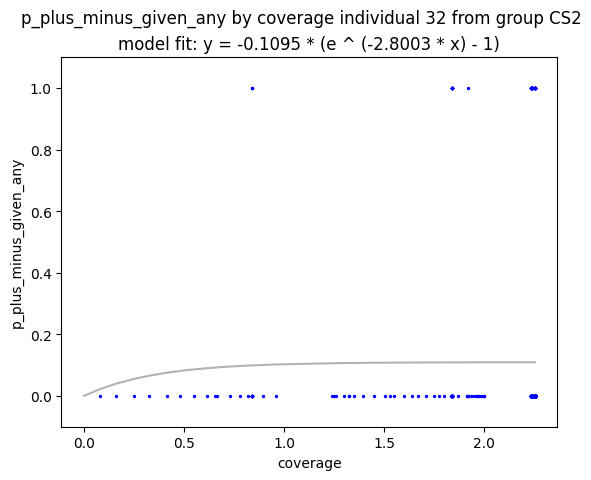 p_plus_minus_given_any by coverage individual 32 from group CS2
model fit: y = -0.1095 * (e ^ (-2.8003 * x) - 1)
1.0
0.8
0.6
0.4
0.2
0.0
p_plus_minus_given_any
0.0 0.5 1.0 1.5 2.0
coverage